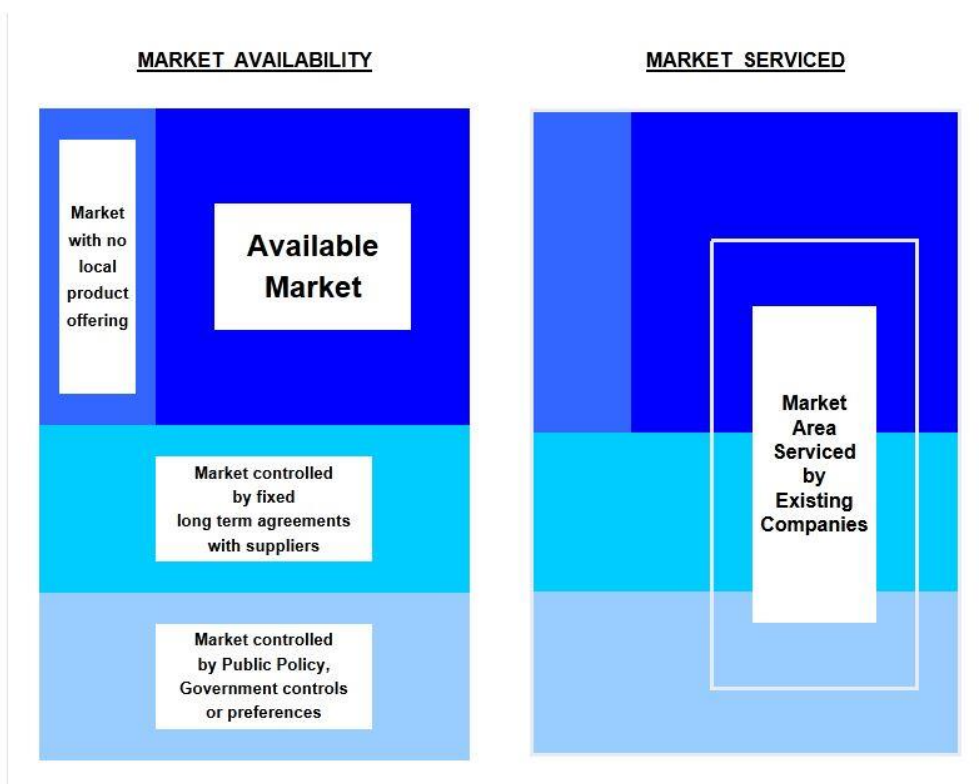 MARKET AVAILABILITY
Market
with no
local
product
offering
Available
Market
Market controlled
by fixed
long term agreements
with suppliers
Market controlled
by Public Policy,
Government controls
or preferences
MARKET SERVICED
Market
Area
Serviced
by
Existing
Companies